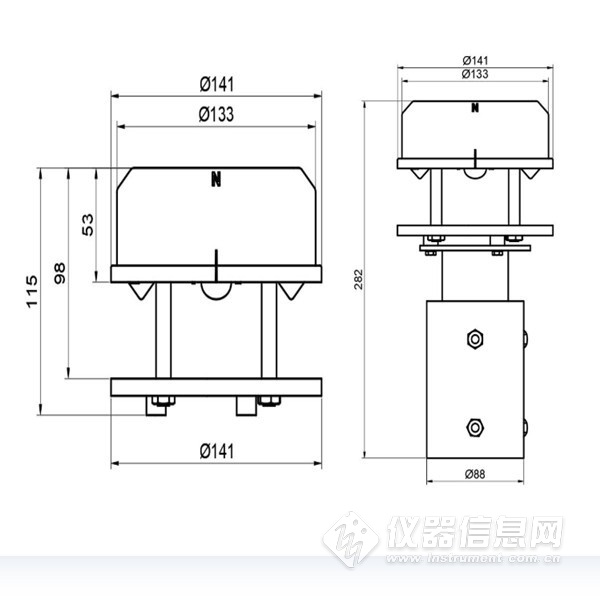 Ø141
Ø133
N
53
98
115
Ø141
Ø141
Ø133
N
282
Ø88
仪器信息网
www.instrument.com.cn